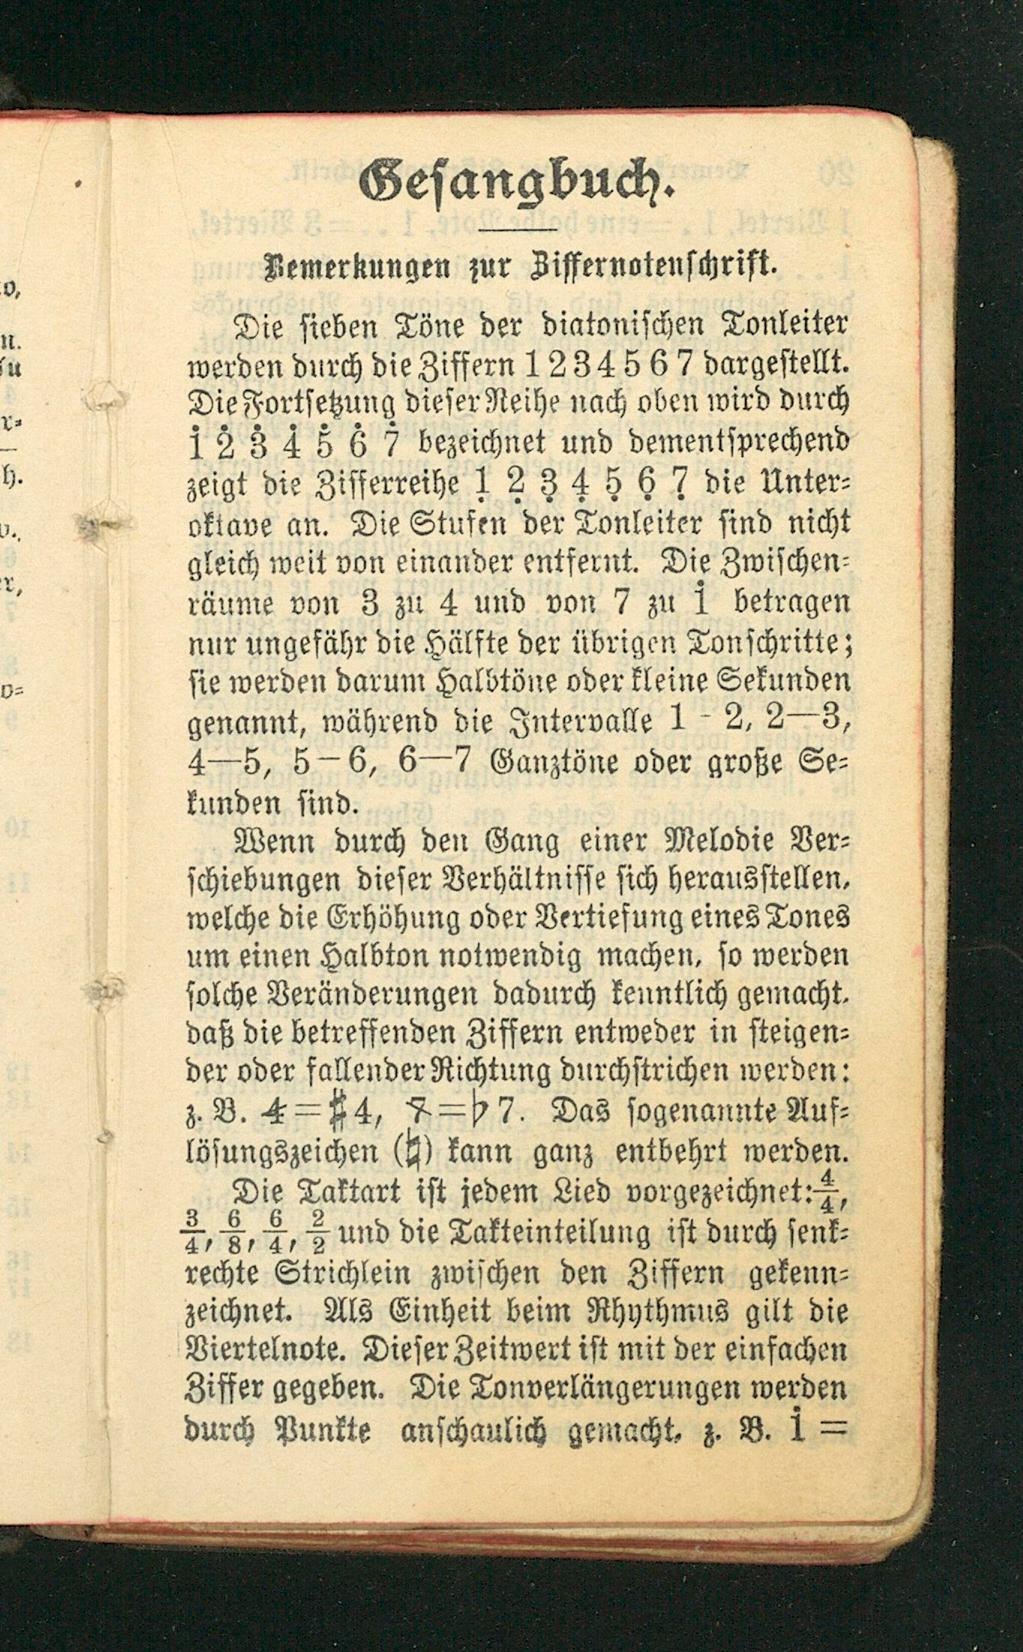 Gesangbuch.
Bemerkungen zur Ziffernotenschrift.
Die sieben Töne der diatonischen Tonleiter
werden durch die Ziffern 1 2 3 4 5 6 7 dargestellt.
Die Fortsetzung dieser Reihe nach oben wird durch
1̇ 2̇ 3̇ 4̇ 5̇ 6̇ 7̇ bezeichnet und dementsprechend
zeigt die Zifferreihe 1̣ 2̣ 3̣ 4̣ 5̣ 6̣ 7̣ die Unter-
oktave an. Die Stufen der Tonleiter sind nicht
gleich weit von einander entfernt. Die Zwischen-
räume von 3 zu 4 und von 7 zu 1̇ betragen
nur ungefähr die Hälfte der übrigen Tonschritte;
sie werden darum Halbtöne oder kleine Sekunden
genannt, während die Intervalle 1 - 2, 2—3,
4—5, 5—6, 6—7 Ganztöne oder große Se-
kunden sind.
Wenn durch den Gang einer Melodie Ver-
schiebungen dieser Verhältnisse sich herausstellen,
welche die Erhöhung oder Vertiefung eines Tones
um einen Halbton notwendig machen, so werden
solche Veränderungen dadurch kenntlich gemacht,
daß die betreffenden Ziffern entweder in steigen-
der oder fallender Richtung durchstrichen werden:
z. B. 4̸ = ♯4, 7̸ = ♭7. Das sogenannte Auf-
lösungszeichen (♮) kann ganz entbehrt werden.
Die Taktart ist jedem Lied vorgezeichnet: 4/4,
3/4, 6/8, 6/4, 2/2 und die Takteinteilung ist durch senk-
rechte Strichlein zwischen den Ziffern gekenn-
zeichnet. Als Einheit beim Rhythmus gilt die
Viertelnote. Dieser Zeitwert ist mit der einfachen
Ziffer gegeben. Die Tonverlängerungen werden
durch Punkte anschaulich gemacht, z. B. 1̇ =